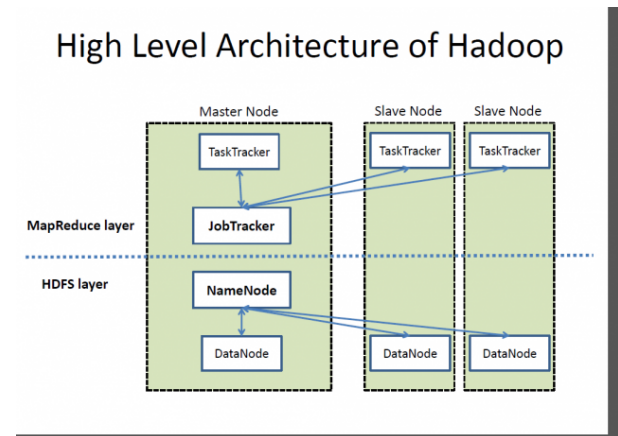 High Level Architecture of Hadoop
Master Node
Slave Node
Slave Node
TaskTracker
TaskTracker
TaskTracker
MapReduce layer
JobTracker
HDFS layer
NameNode
DataNode
DataNode
DataNode